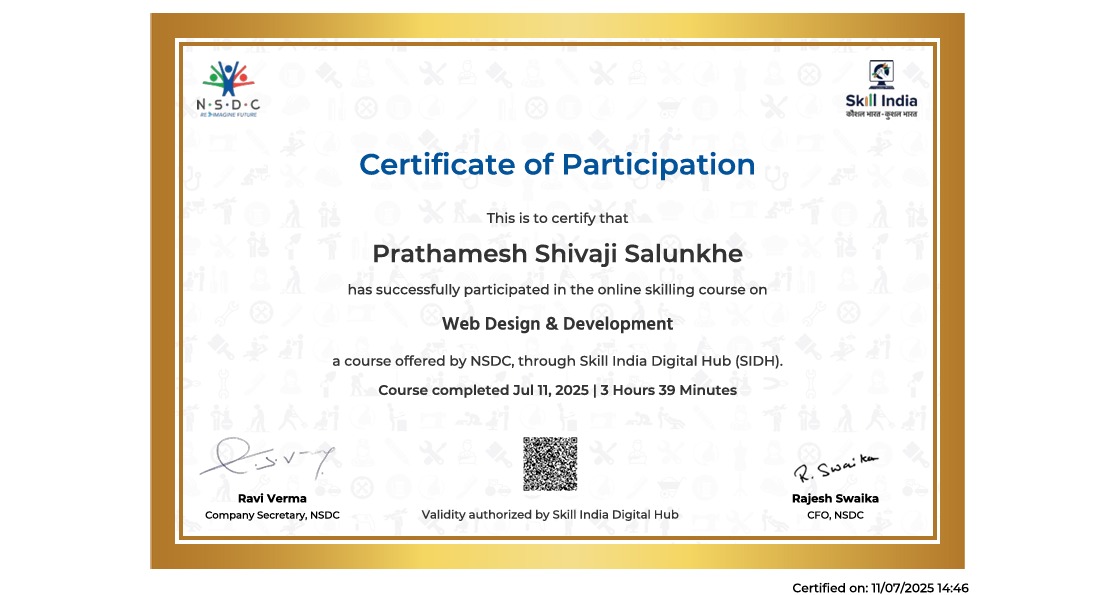 N·S·D·C
RE-IMAGINE FUTURE
Skill India
कौशल भारत-कुशल भारत
Certificate of Participation
This is to certify that
Prathamesh Shivaji Salunkhe
has successfully participated in the online skilling course on
Web Design & Development
a course offered by NSDC, through Skill India Digital Hub (SIDH).
Course completed Jul 11, 2025 | 3 Hours 39 Minutes
R. Swaika
Ravi Verma
Company Secretary, NSDC
Validity authorized by Skill India Digital Hub
Rajesh Swaika
CFO, NSDC
Certified on: 11/07/2025 14:46